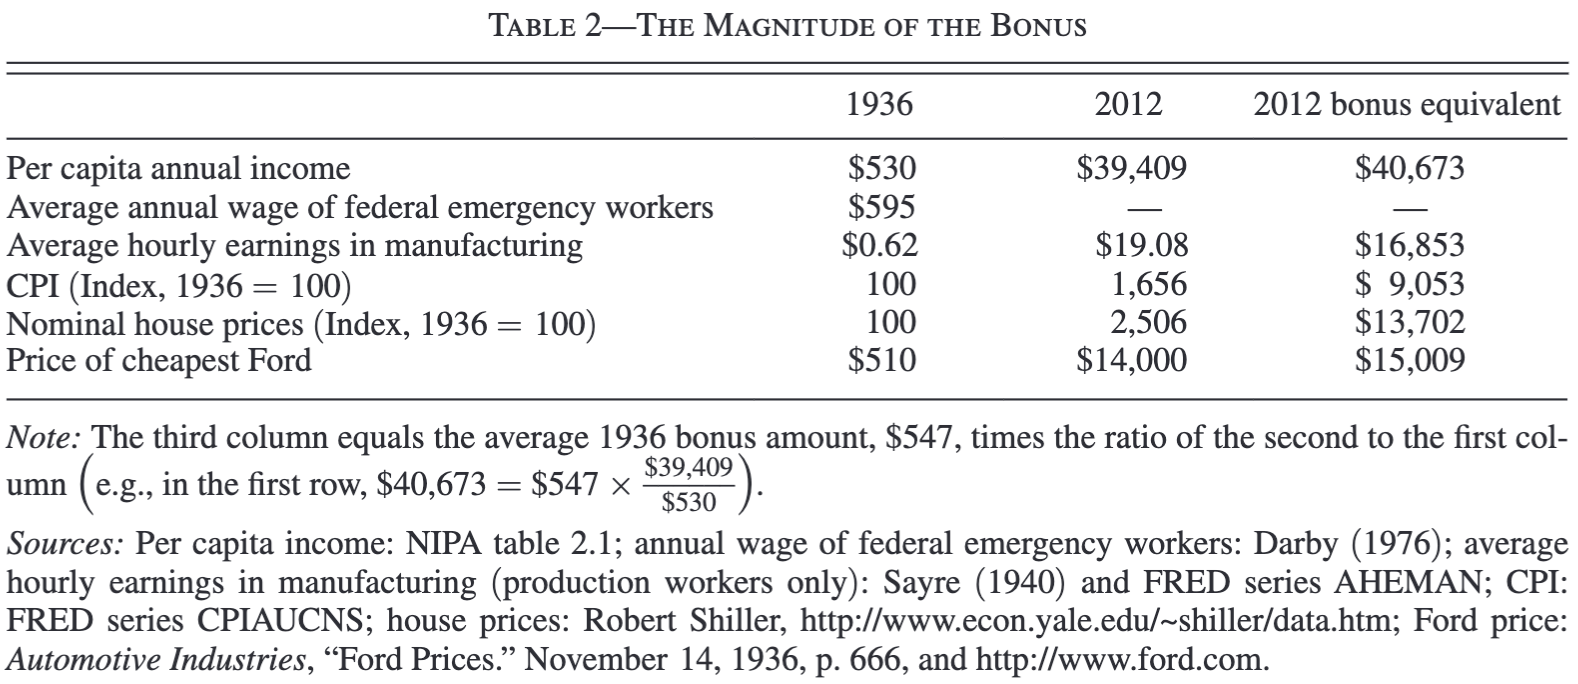 TABLE 2—THE MAGNITUDE OF THE BONUS
1936 2012 2012 bonus equivalent
Per capita annual income $530 $39,409 $40,673
Average annual wage of federal emergency workers $595 — —
Average hourly earnings in manufacturing $0.62 $19.08 $16,853
CPI (Index, 1936 = 100) 100 1,656 $ 9,053
Nominal house prices (Index, 1936 = 100) 100 2,506 $13,702
Price of cheapest Ford $510 $14,000 $15,009
Note: The third column equals the average 1936 bonus amount, $547, times the ratio of the second to the first col-
umn (e.g., in the first row, $40,673 = $547 × $39,409/$530).
Sources: Per capita income: NIPA table 2.1; annual wage of federal emergency workers: Darby (1976); average
hourly earnings in manufacturing (production workers only): Sayre (1940) and FRED series AHEMAN; CPI:
FRED series CPIAUCNS; house prices: Robert Shiller, http://www.econ.yale.edu/~shiller/data.htm; Ford price:
Automotive Industries, “Ford Prices.” November 14, 1936, p. 666, and http://www.ford.com.